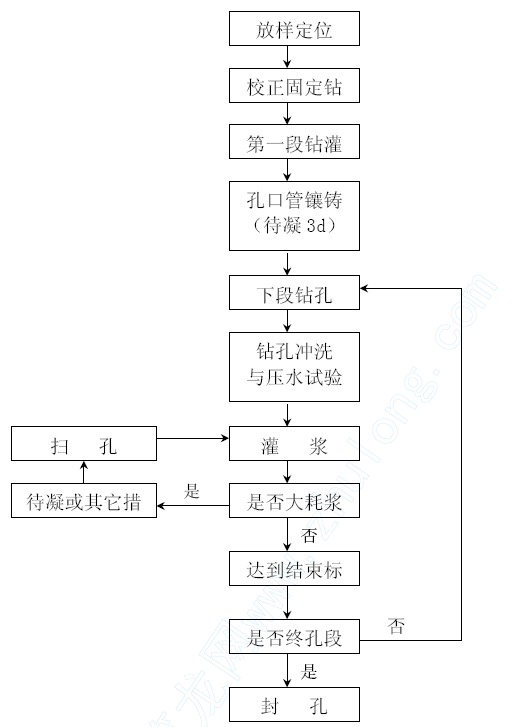 放样定位
校正固定钻
第一段钻灌
孔口管镶铸
（待凝3d）
下段钻孔
钻孔冲洗
与压水试验
扫 孔
灌 浆
待凝或其它措
是
是否大耗浆
否
达到结束标
是否终孔段
否
是
封 孔